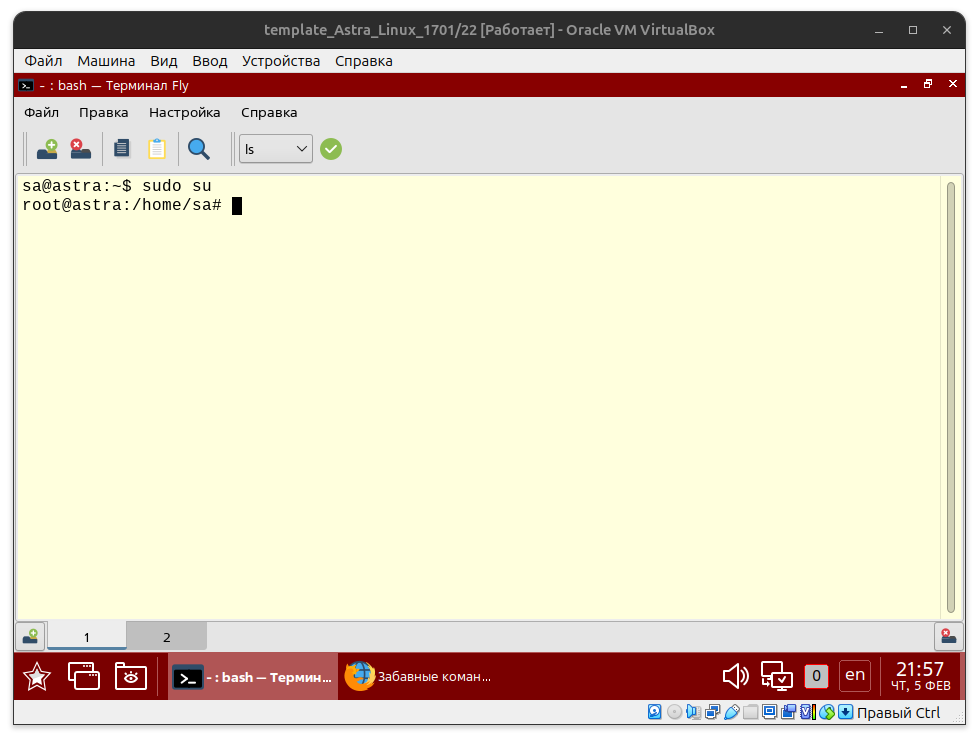 template_Astra_Linux_1701/22 [Работает] - Oracle VM VirtualBox
Файл Машина Вид Ввод Устройства Справка
- : bash — Терминал Fly
Файл Правка Настройка Справка
ls
sa@astra:~$ sudo su
root@astra:/home/sa#
1 2
- : bash — Термин... Забавные коман... 0 en 21:57
ЧТ, 5 ФЕВ
Правый Ctrl